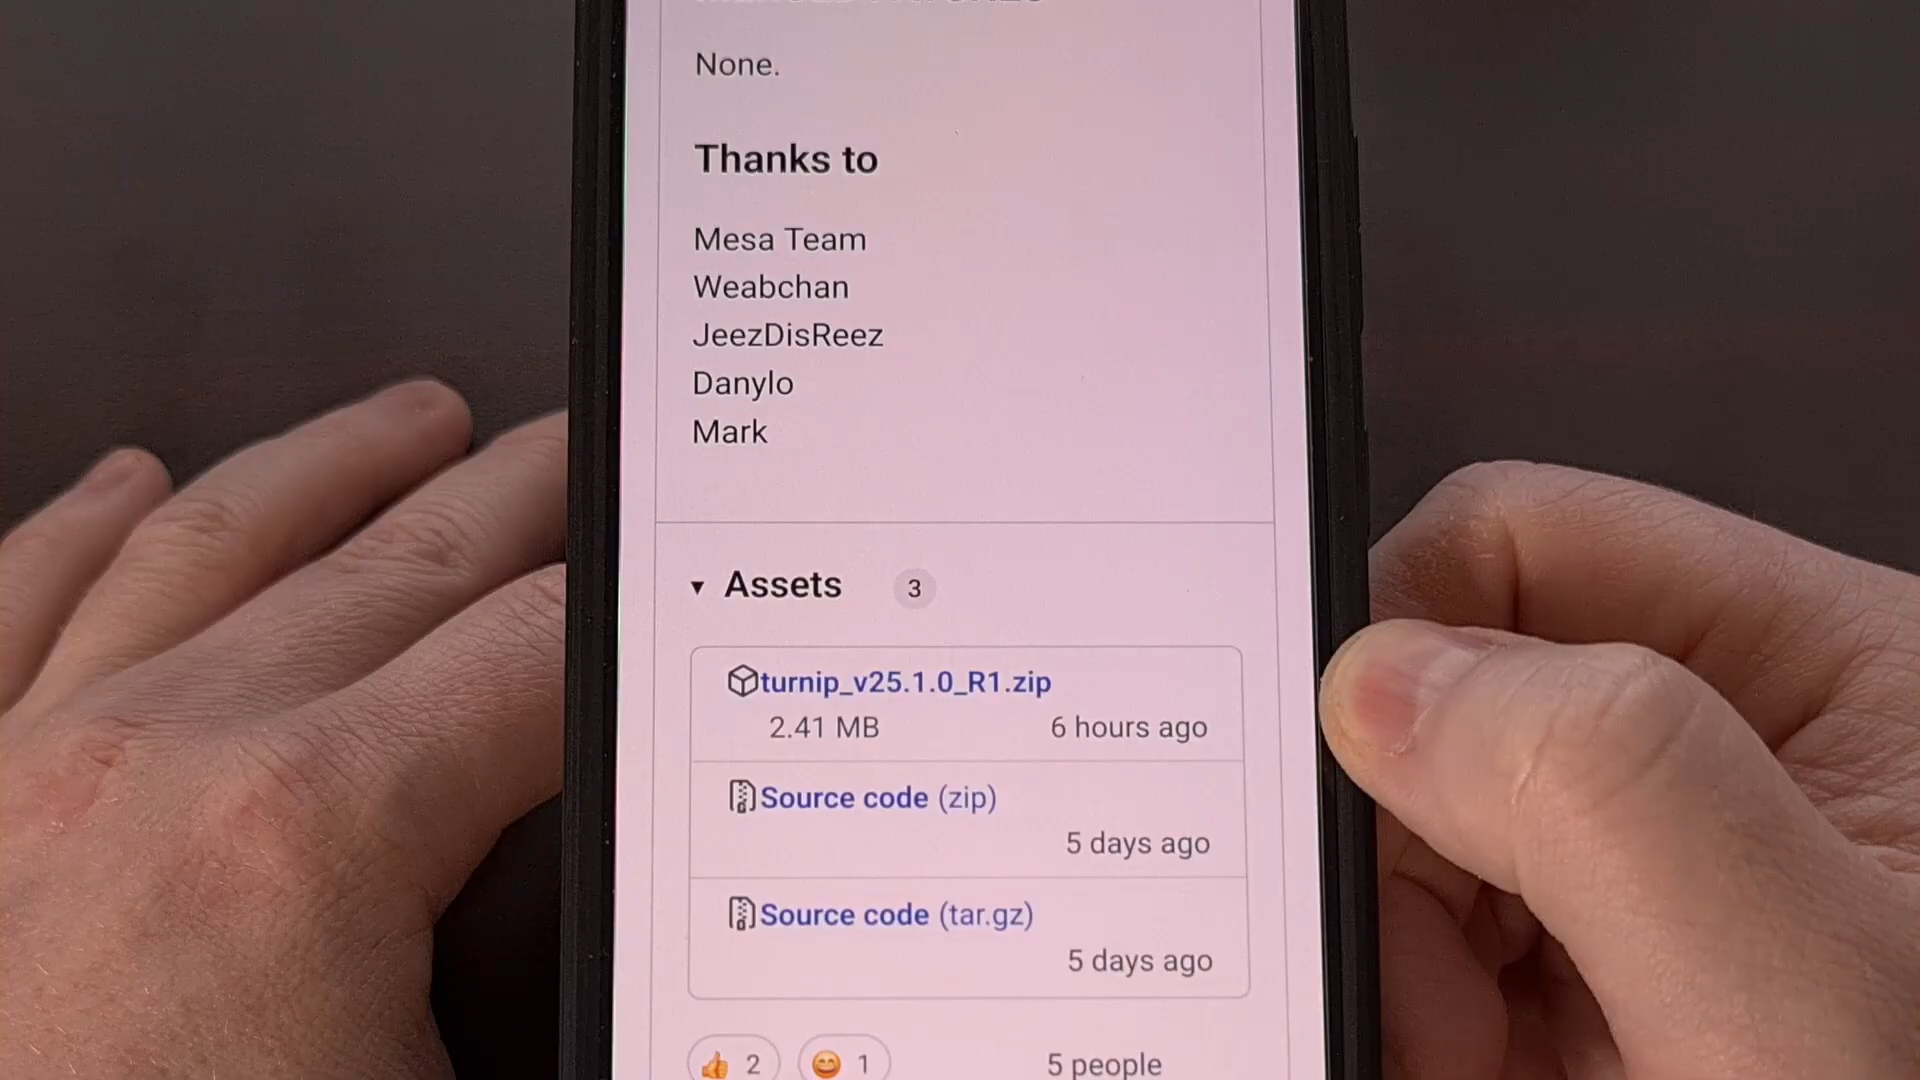 None.
Thanks to
Mesa Team
Weabchan
JeezDisReez
Danylo
Mark
▾ Assets 3
turnip_v25.1.0_R1.zip
2.41 MB 6 hours ago
Source code (zip)
5 days ago
Source code (tar.gz)
5 days ago
👍 2 😄 1 5 people